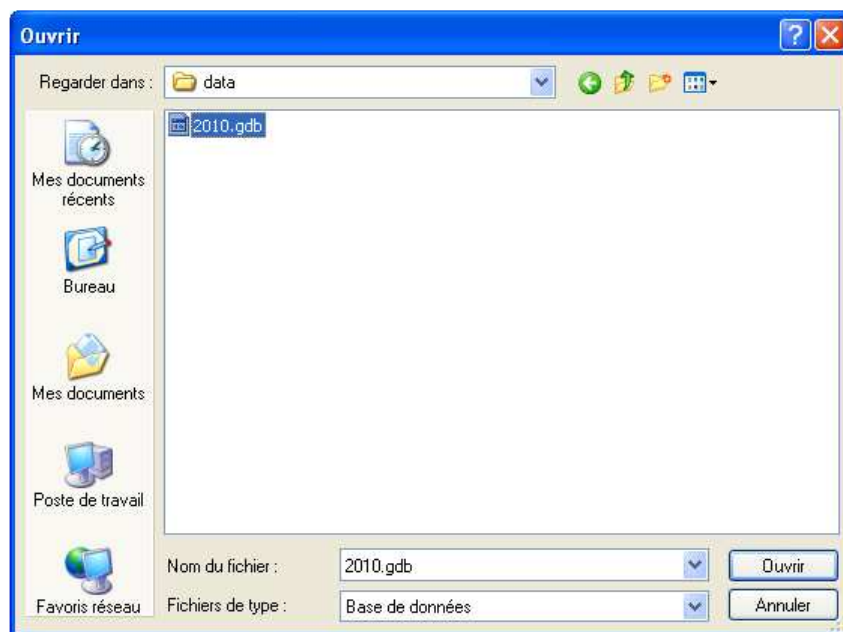 Ouvrir
Regarder dans :
data
2010.gdb
Mes documents
récents
Bureau
Mes documents
Poste de travail
Favoris réseau
Nom du fichier :
2010.gdb
Ouvrir
Fichiers de type :
Base de données
Annuler